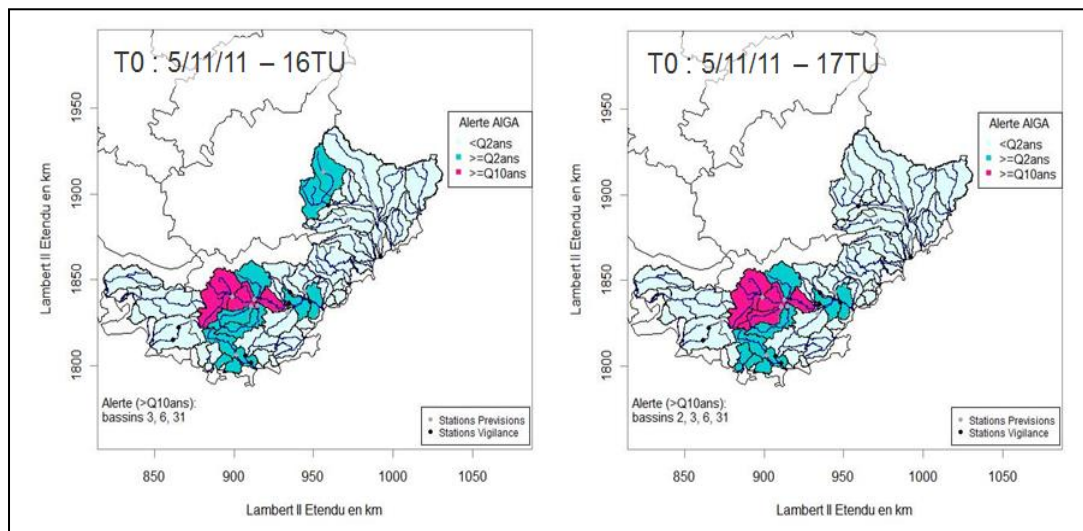 T0 : 5/11/11 – 16TU
Alerte AIGA
<Q2ans
>=Q2ans
>=Q10ans
Lambert II Etendu en km
1950
1900
1850
1800
Alerte (>Q10ans):
bassins 3, 6, 31
Stations Previsions
Stations Vigilance
850 900 950 1000 1050
Lambert II Etendu en km
T0 : 5/11/11 – 17TU
Alerte AIGA
<Q2ans
>=Q2ans
>=Q10ans
Lambert II Etendu en km
1950
1900
1850
1800
Alerte (>Q10ans):
bassins 2, 3, 6, 31
Stations Previsions
Stations Vigilance
850 900 950 1000 1050
Lambert II Etendu en km